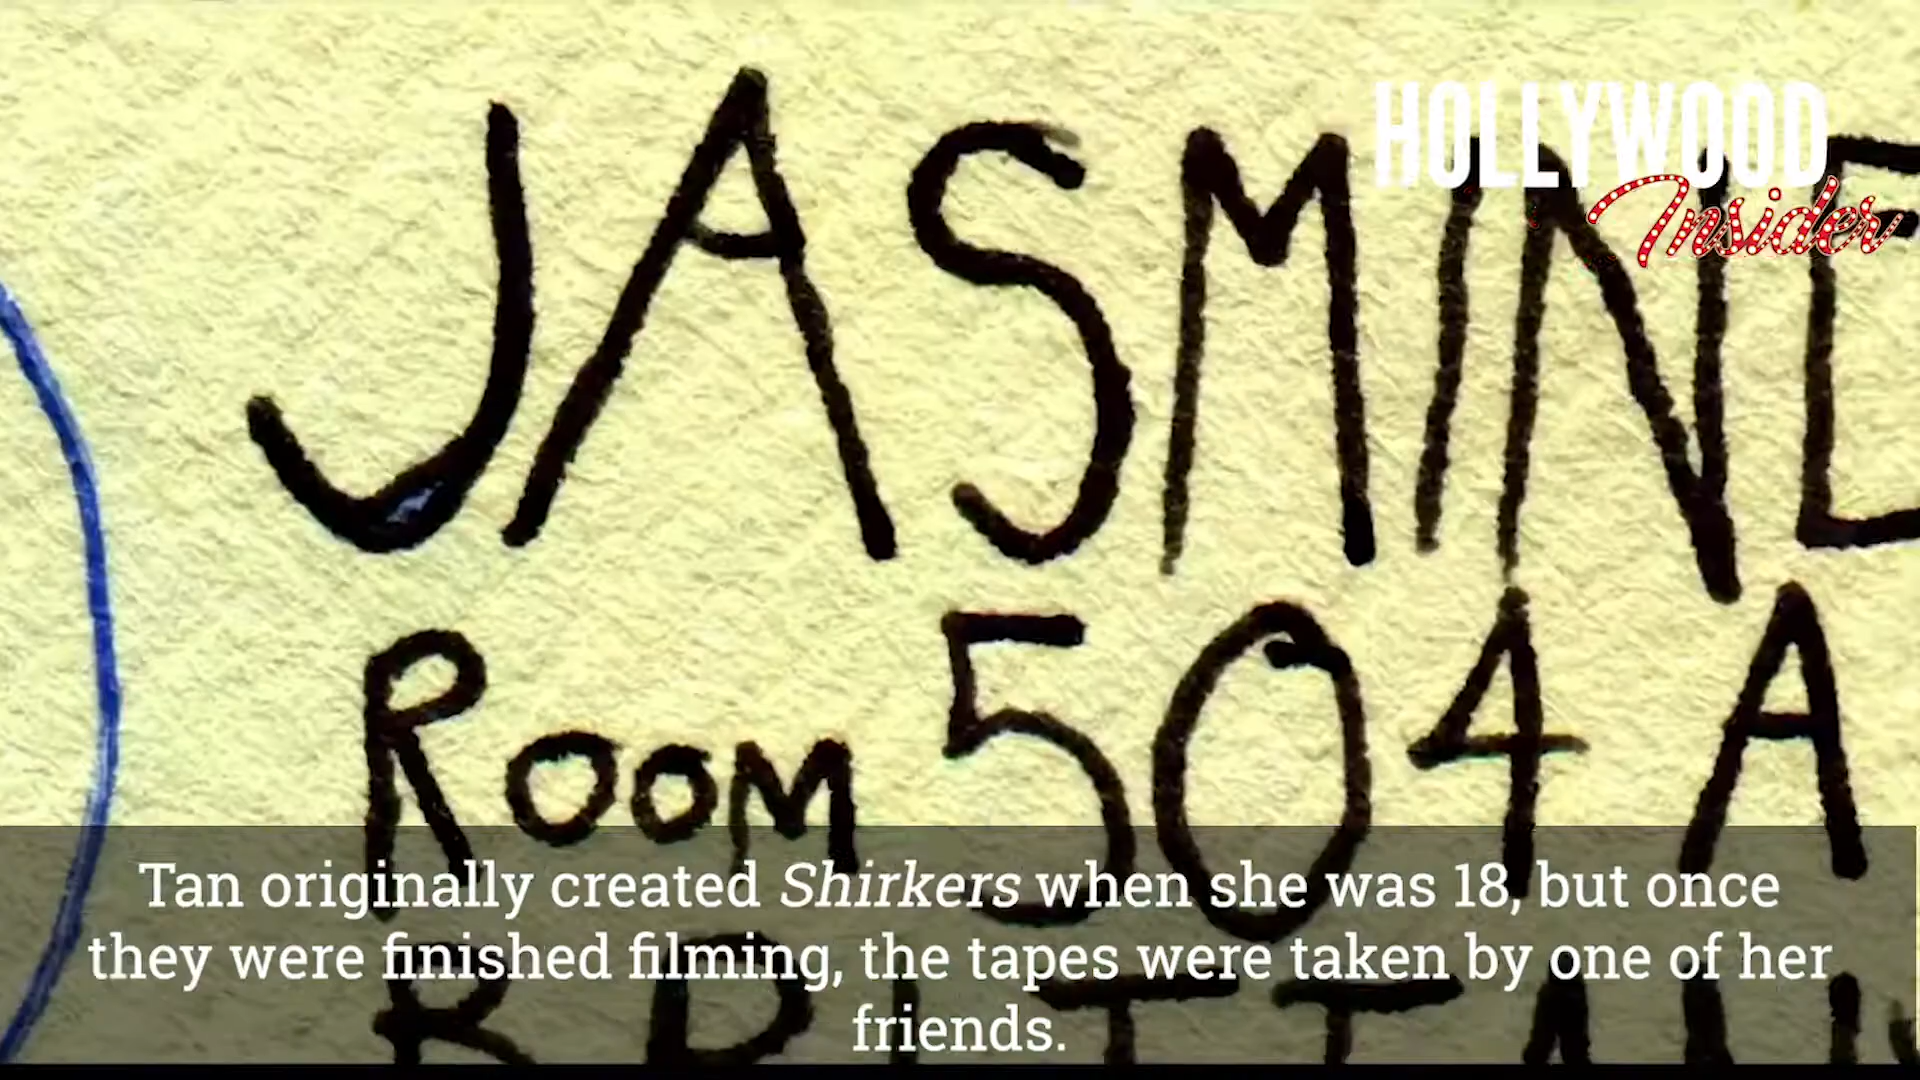 HOLLYWOOD
Insider
JASMINE
ROOM 504 A
Tan originally created Shirkers when she was 18, but once
they were finished filming, the tapes were taken by one of her
friends.